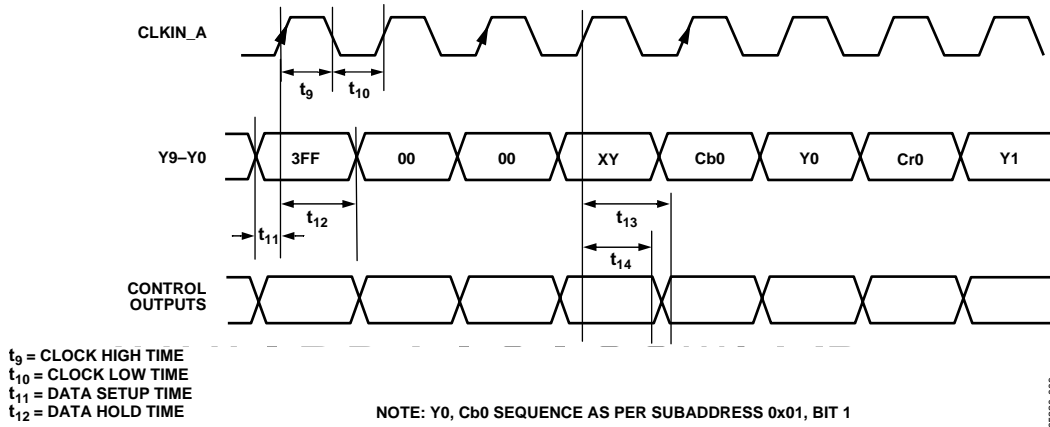 CLKIN_A
t9
t10
Y9–Y0
3FF
00
00
XY
Cb0
Y0
Cr0
Y1
t12
t13
t11
t14
CONTROL
OUTPUTS
t9 = CLOCK HIGH TIME
t10 = CLOCK LOW TIME
t11 = DATA SETUP TIME
t12 = DATA HOLD TIME
NOTE: Y0, Cb0 SEQUENCE AS PER SUBADDRESS 0x01, BIT 1